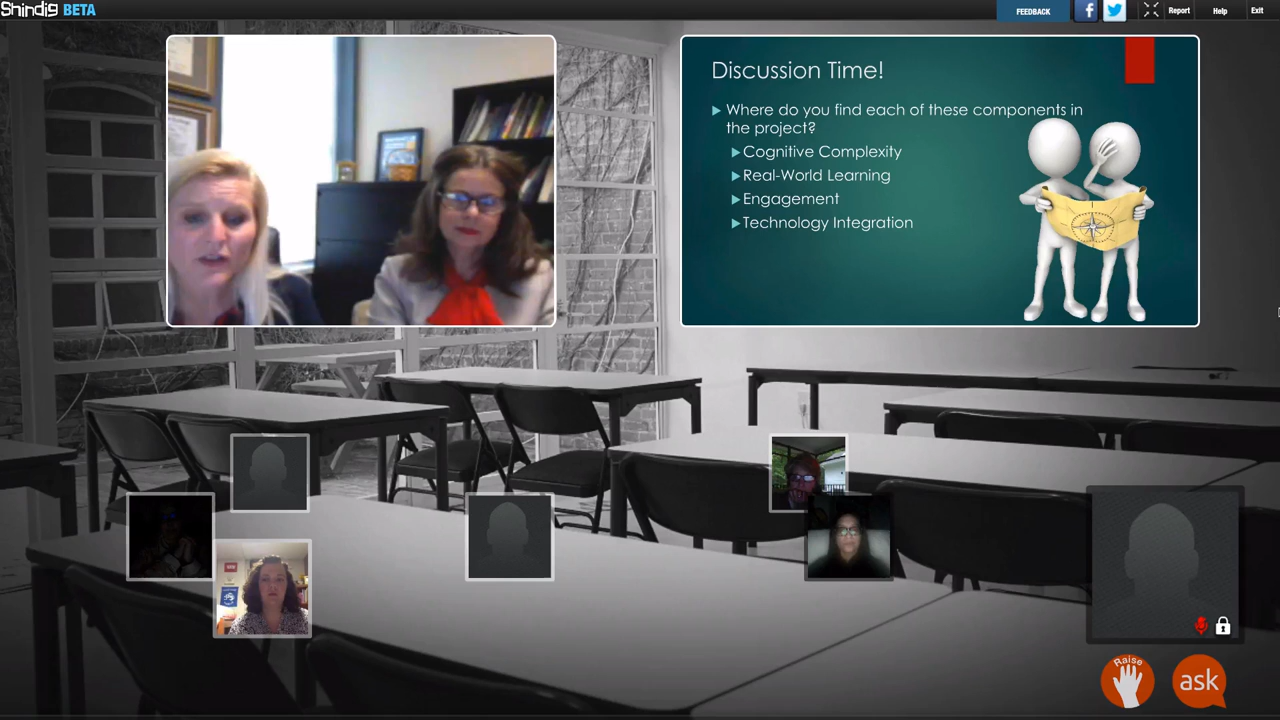 Shindig BETA
FEEDBACK
Report
Help
Exit
Discussion Time!
Where do you find each of these components in
the project?
Cognitive Complexity
Real-World Learning
Engagement
Technology Integration
Raise
ask